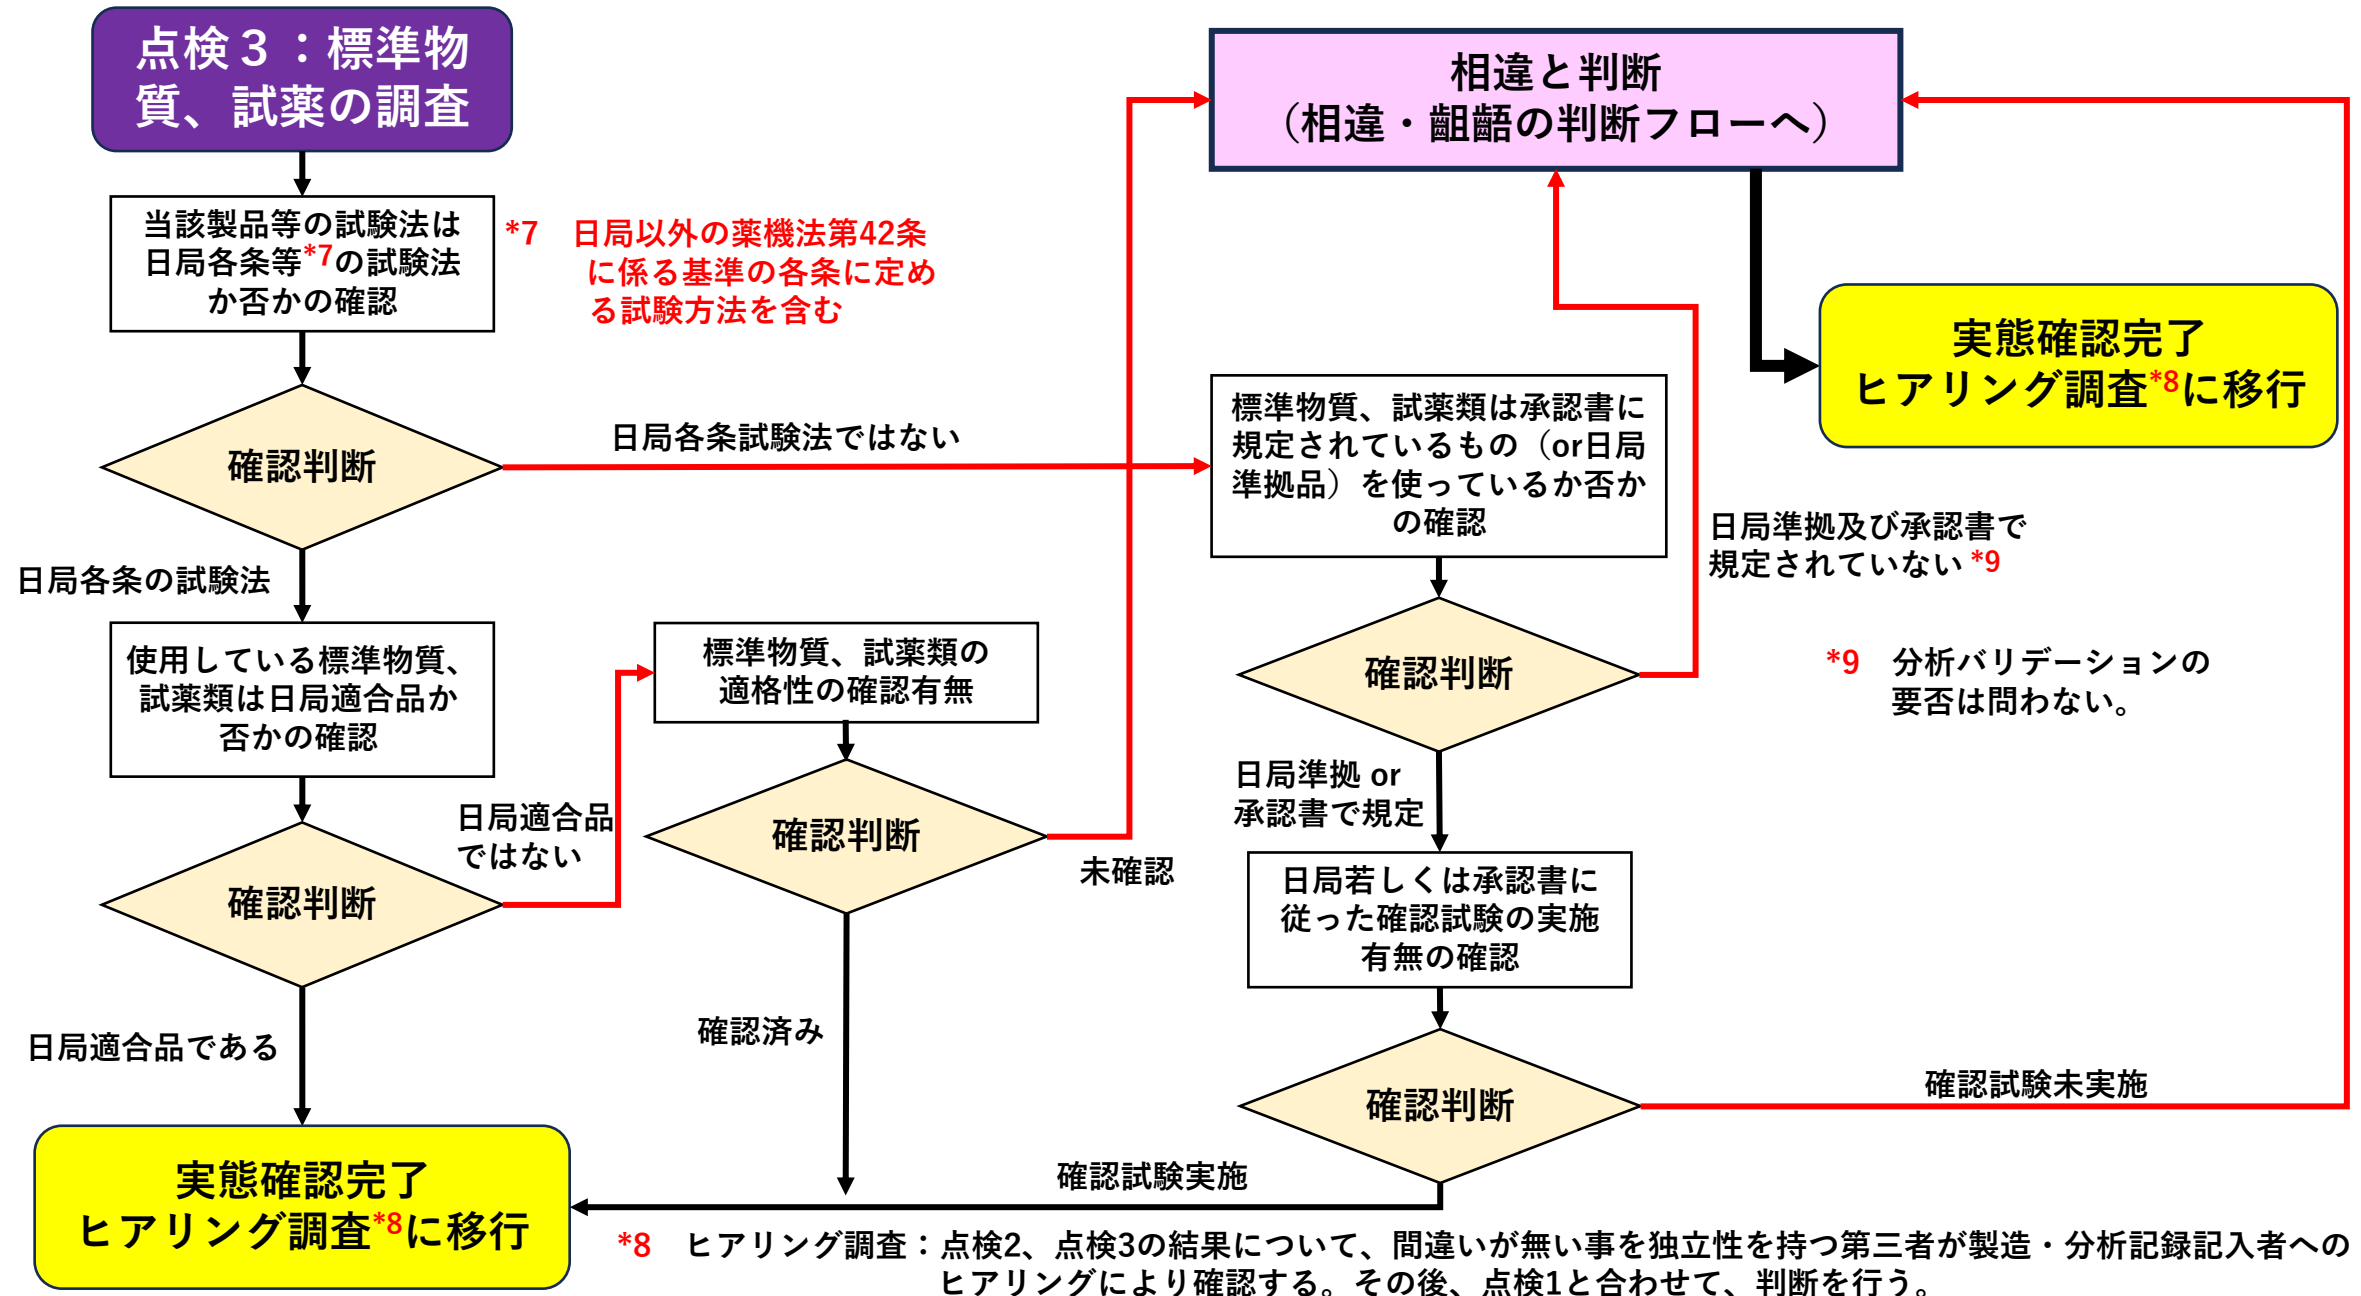 点検３：標準物
質、試薬の調査
当該製品等の試験法は
日局各条等*7の試験法
か否かの確認
*7　日局以外の薬機法第42条
に係る基準の各条に定め
る試験方法を含む
確認判断
日局各条試験法ではない
日局各条の試験法
使用している標準物質、
試薬類は日局適合品か
否かの確認
確認判断
日局適合品
ではない
日局適合品である
実態確認完了
ヒアリング調査*8に移行
標準物質、試薬類の
適格性の確認有無
確認判断
未確認
確認済み
相違と判断
（相違・齟齬の判断フローへ）
実態確認完了
ヒアリング調査*8に移行
標準物質、試薬類は承認書に
規定されているもの（or日局
準拠品）を使っているか否か
の確認
確認判断
日局準拠及び承認書で
規定されていない *9
*9　分析バリデーションの
要否は問わない。
日局準拠 or
承認書で規定
日局若しくは承認書に
従った確認試験の実施
有無の確認
確認判断
確認試験未実施
確認試験実施
*8　ヒアリング調査：点検2、点検3の結果について、間違いが無い事を独立性を持つ第三者が製造・分析記録記入者への
ヒアリングにより確認する。その後、点検1と合わせて、判断を行う。